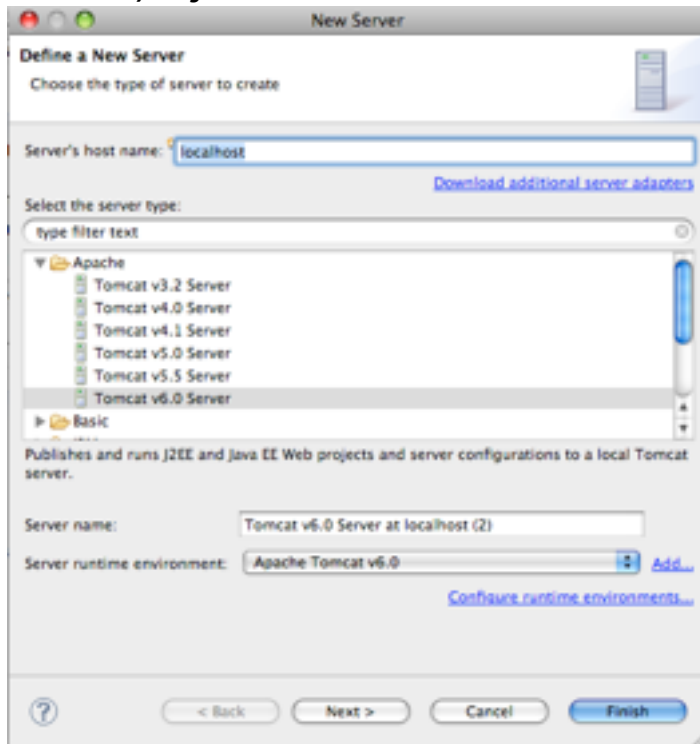 New Server
Define a New Server
Choose the type of server to create
Server's host name: localhost
Download additional server adapters
Select the server type:
type filter text
Apache
Tomcat v3.2 Server
Tomcat v4.0 Server
Tomcat v4.1 Server
Tomcat v5.0 Server
Tomcat v5.5 Server
Tomcat v6.0 Server
Basic
Publishes and runs J2EE and Java EE Web projects and server configurations to a local Tomcat
server.
Server name: Tomcat v6.0 Server at localhost (2)
Server runtime environment: Apache Tomcat v6.0 Add...
Configure runtime environments...
? < Back Next > Cancel Finish